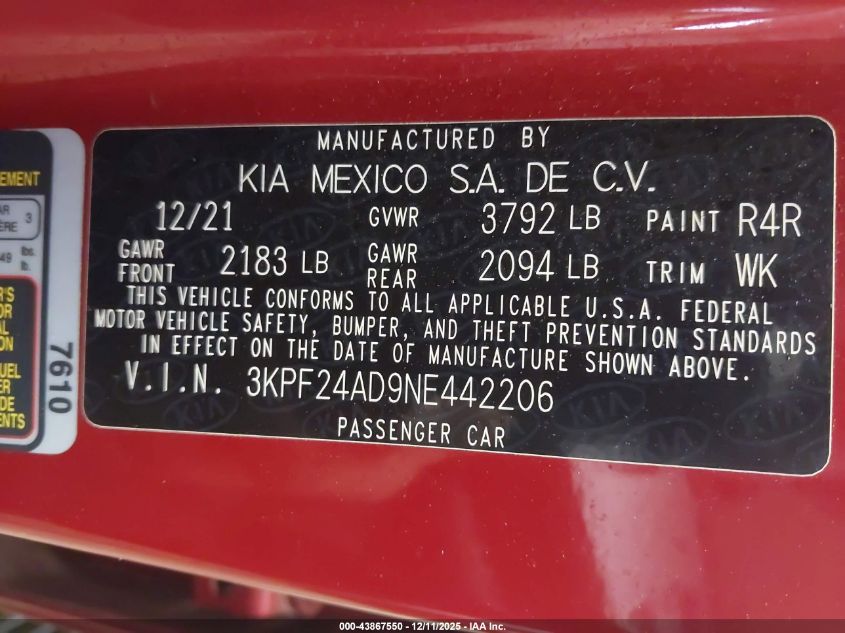 MANUFACTURED BY
KIA MEXICO S.A. DE C.V.
12/21 GVWR 3792 LB PAINT R4R
GAWR FRONT 2183 LB GAWR REAR 2094 LB TRIM WK
THIS VEHICLE CONFORMS TO ALL APPLICABLE U.S.A. FEDERAL
MOTOR VEHICLE SAFETY, BUMPER, AND THEFT PREVENTION STANDARDS
IN EFFECT ON THE DATE OF MANUFACTURE SHOWN ABOVE.
V.I.N. 3KPF24AD9NE442206
PASSENGER CAR
7610
000-43867550 - 12/11/2025 - IAA Inc.